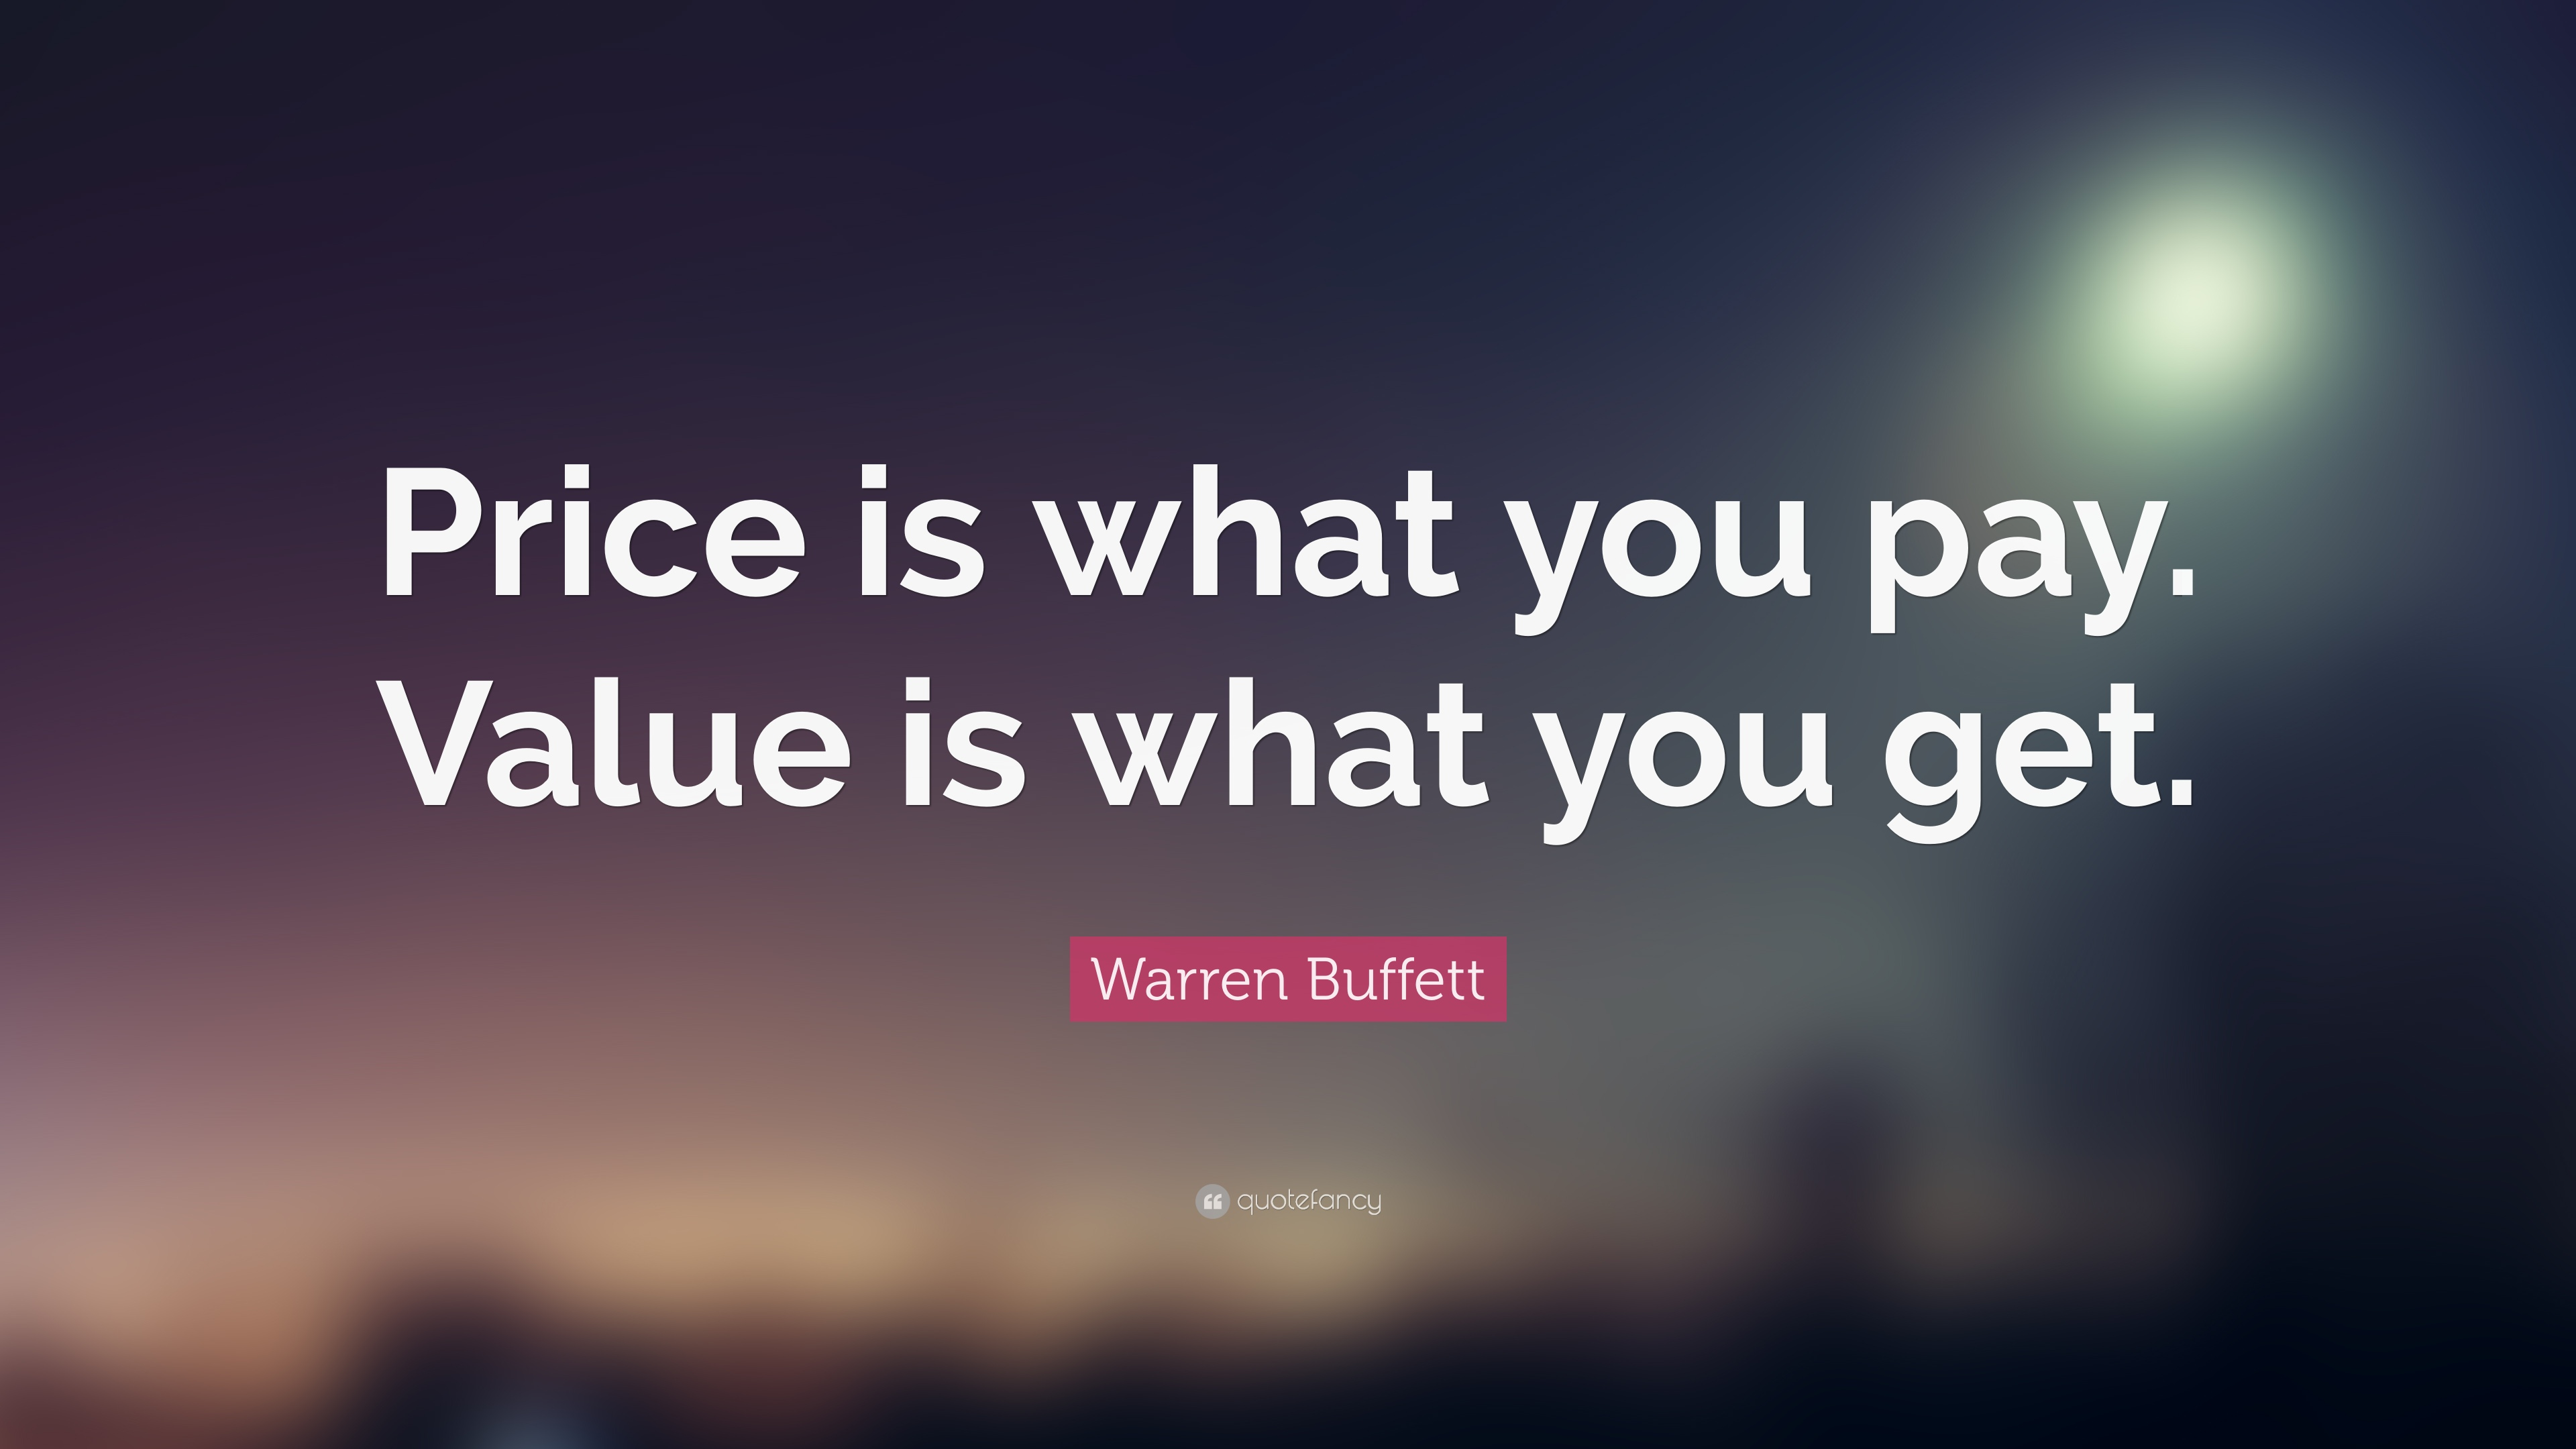 Price is what you pay.
Value is what you get.
Warren Buffett
quotefancy